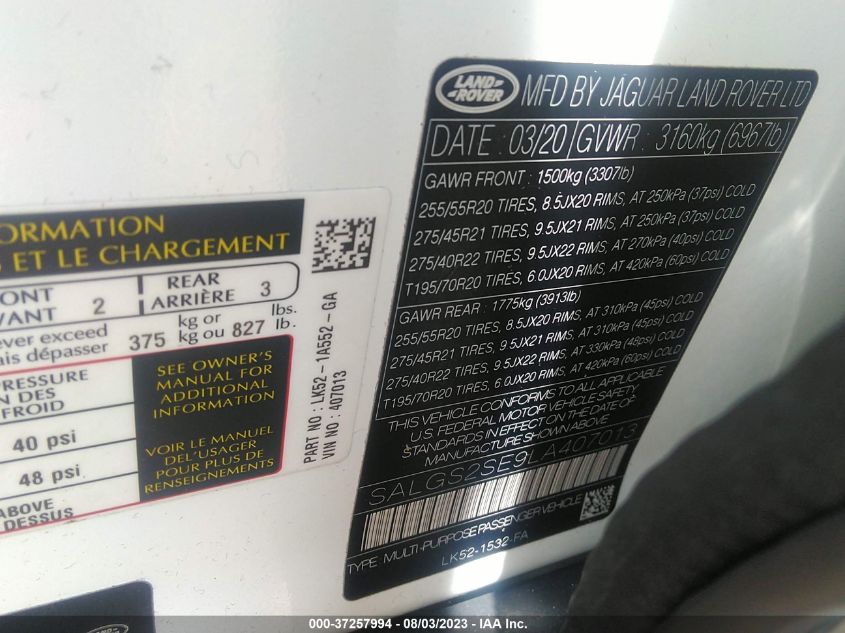 ORMATION
ET LE CHARGEMENT
ONT
VANT
2
REAR
ARRIÈRE
3
ever exceed
ais dépasser
375
kg or
kg ou
827
lbs.
lb.
PRESSURE
N DES
FROID
40 psi
48 psi
ABOVE
DESSUS
SEE OWNER'S
MANUAL FOR
ADDITIONAL
INFORMATION
VOIR LE MANUEL
DEL'USAGER
POUR PLUS DE
RENSEIGNEMENTS
PART NO : LK52-1A552-GA
VIN NO : 407013
LAND-
-ROVER
MFD BY JAGUAR LAND ROVER LTD
DATE : 03/20 GVWR : 3160kg (6967lb)
GAWR FRONT : 1500kg (3307lb)
255/55R20 TIRES, 8.5JX20 RIMS, AT 250kPa (37psi) COLD
275/45R21 TIRES, 9.5JX21 RIMS, AT 250kPa (37psi) COLD
275/40R22 TIRES, 9.5JX22 RIMS, AT 270kPa (40psi) COLD
T195/70R20 TIRES, 6.0JX20 RIMS, AT 420kPa (60psi) COLD
GAWR REAR : 1775kg (3913lb)
255/55R20 TIRES, 8.5JX20 RIMS, AT 310kPa (45psi) COLD
275/45R21 TIRES, 9.5JX21 RIMS, AT 310kPa (45psi) COLD
275/40R22 TIRES, 9.5JX22 RIMS, AT 330kPa (48psi) COLD
T195/70R20 TIRES, 6.0JX20 RIMS, AT 420kPa (60psi) COLD
THIS VEHICLE CONFORMS TO ALL APPLICABLE
U.S. FEDERAL MOTOR VEHICLE SAFETY
STANDARDS IN EFFECT ON THE DATE OF
MANUFACTURE SHOWN ABOVE
SALGS2SE9LA407013
TYPE: MULTI-PURPOSE PASSENGER VEHICLE
LK52-1532-FA
LAND-
000-37257994 - 08/03/2023 - IAA Inc.